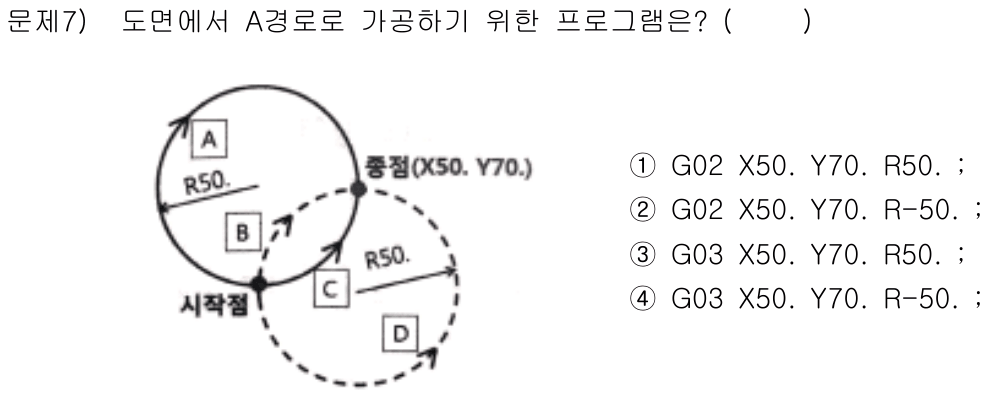 문제7) 도면에서 A경로로 가공하기 위한 프로그램은? ( )
A
종점(X50. Y70.)
R50.
B
R50.
C
시작점
D
① G02 X50. Y70. R50. ;
② G02 X50. Y70. R-50. ;
③ G03 X50. Y70. R50. ;
④ G03 X50. Y70. R-50. ;